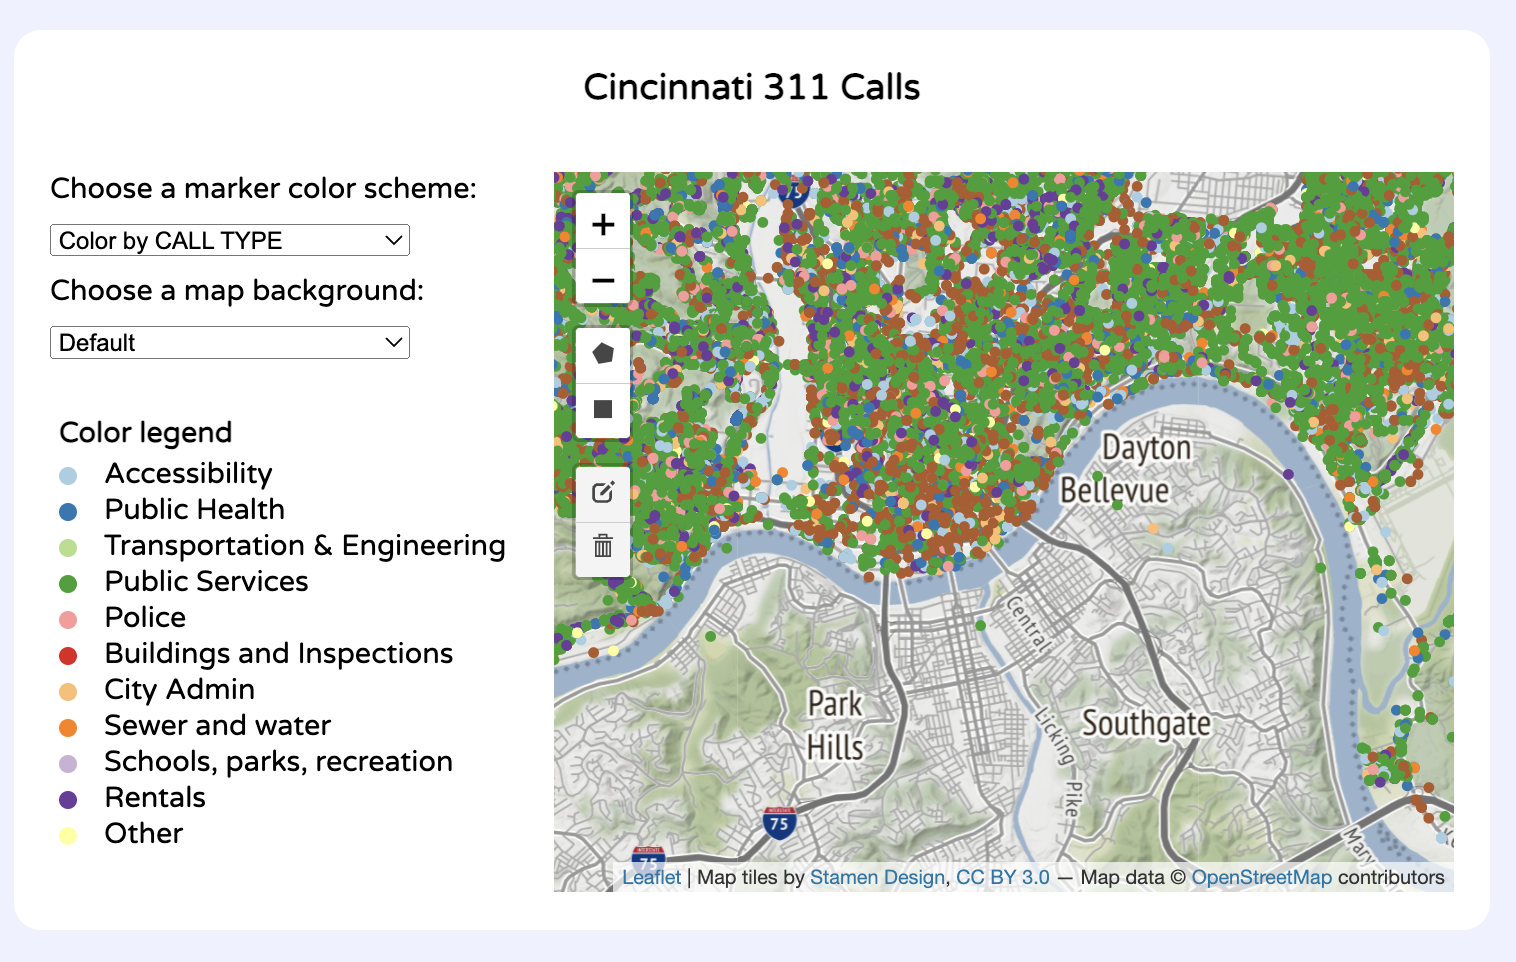 Cincinnati 311 Calls
Choose a marker color scheme:
Color by CALL TYPE
Choose a map background:
Default
Color legend
Accessibility
Public Health
Transportation & Engineering
Public Services
Police
Buildings and Inspections
City Admin
Sewer and water
Schools, parks, recreation
Rentals
Other
+
−
75
Dayton
Bellevue
Central
Park
Hills
Southgate
Licking Pike
INTERSTATE
75
INTERSTATE
75
Mary
Leaflet | Map tiles by Stamen Design, CC BY 3.0 — Map data © OpenStreetMap contributors